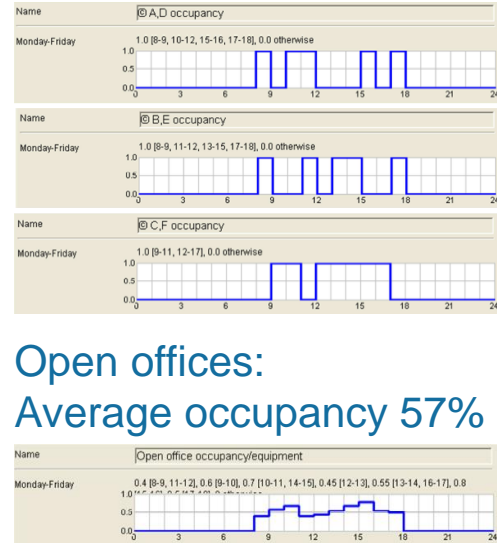 Name © A,D occupancy
Monday-Friday 1.0 [8-9, 10-12, 15-16, 17-18], 0.0 otherwise
1.0
0.5
0.0
0 3 6 9 12 15 18 21 24
Name © B,E occupancy
Monday-Friday 1.0 [8-9, 11-12, 13-15, 17-18], 0.0 otherwise
1.0
0.5
0.0
0 3 6 9 12 15 18 21 24
Name © C,F occupancy
Monday-Friday 1.0 [9-11, 12-17], 0.0 otherwise
1.0
0.5
0.0
0 3 6 9 12 15 18 21 24
Open offices:
Average occupancy 57%
Name Open office occupancy/equipment
Monday-Friday 0.4 [8-9, 11-12], 0.6 [9-10], 0.7 [10-11, 14-15], 0.45 [12-13], 0.55 [13-14, 16-17], 0.8
1.0
0.5
0.0
0 3 6 9 12 15 18 21 24